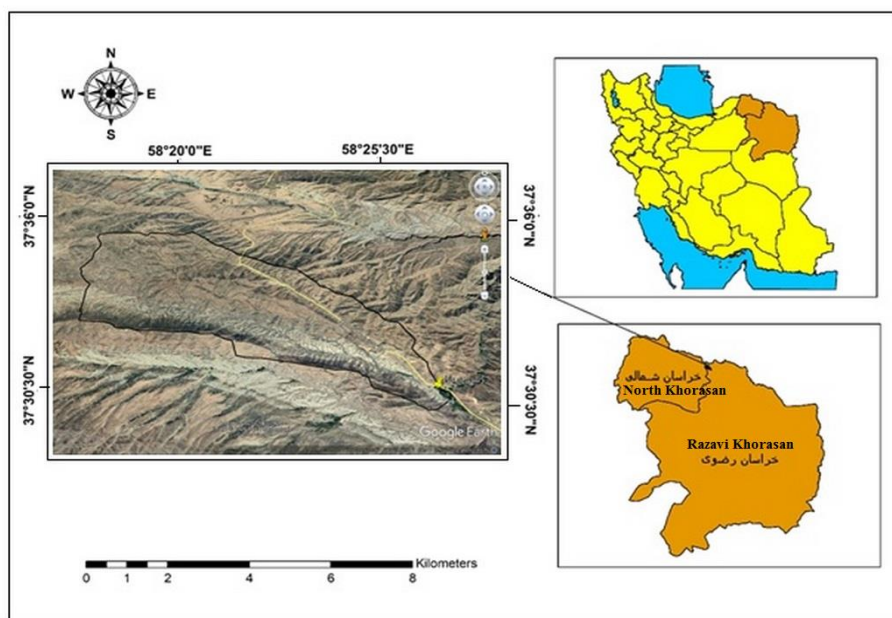 N
W E
S
58°20'0"E 58°25'30"E
37°36'0"N
37°36'0"N
37°30'30"N
37°30'30"N
Google Earth
خراسان شمالی
North Khorasan
Razavi Khorasan
خراسان رضوی
Kilometers
0 1 2 4 6 8